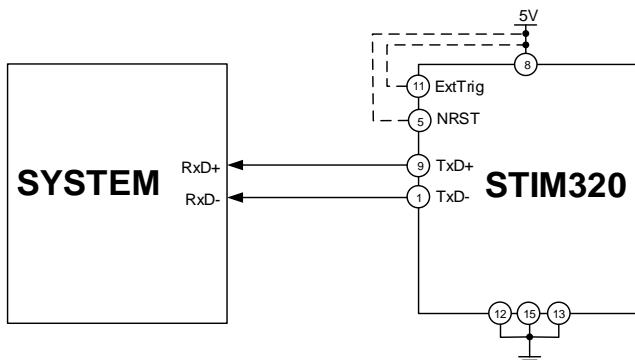 5V
8
11 ExtTrig
5 NRST
RxD+ 9 TxD+
SYSTEM STIM320
RxD- 1 TxD-
12 15 13